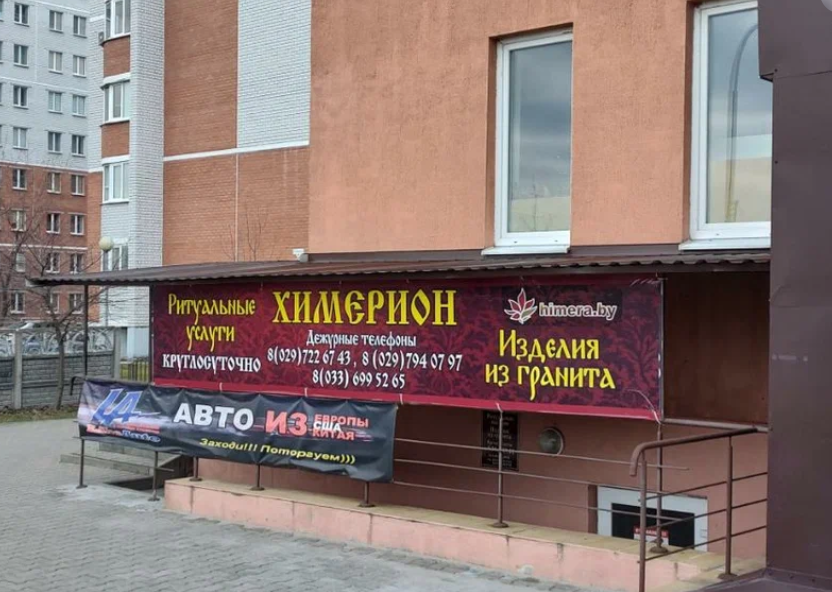 Ритуальные
услуги
круглосуточно
ХИМЕРИОН
Дежурные телефоны
8(029)722 67 43 , 8 (029)794 07 97
8(033) 699 52 65
himera.by
Изделия
из гранита
АВТО ИЗ
ЕВРОПЫ
США
КИТАЯ
Заходи!!! Поторгуем)))